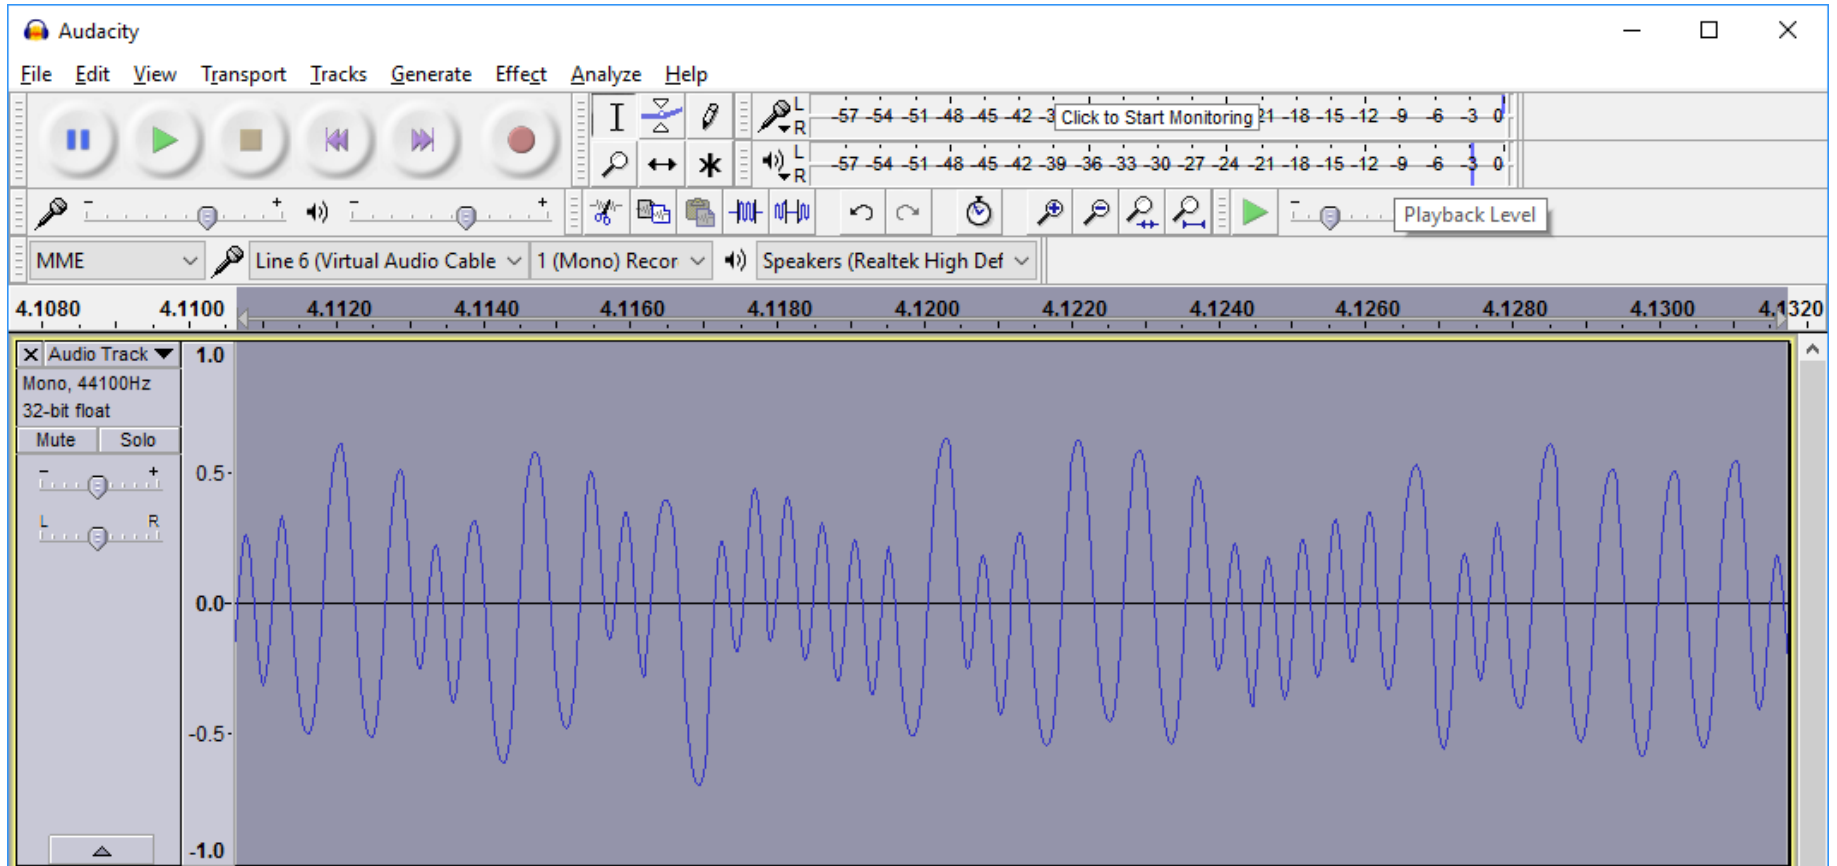 Audacity
File Edit View Transport Tracks Generate Effect Analyze Help
L
R
-57 -54 -51 -48 -45 -42 -3 Click to Start Monitoring 21 -18 -15 -12 -9 -6 -3 0
L
R
-57 -54 -51 -48 -45 -42 -39 -36 -33 -30 -27 -24 -21 -18 -15 -12 -9 -6 -3 0
- + - + - Playback Level
MME Line 6 (Virtual Audio Cable 1 (Mono) Recor Speakers (Realtek High Def
4.1080 4.1100 4.1120 4.1140 4.1160 4.1180 4.1200 4.1220 4.1240 4.1260 4.1280 4.1300 4.1320
X Audio Track 1.0
Mono, 44100Hz
32-bit float
Mute Solo
- + 0.5
L R
0.0
-0.5
-1.0